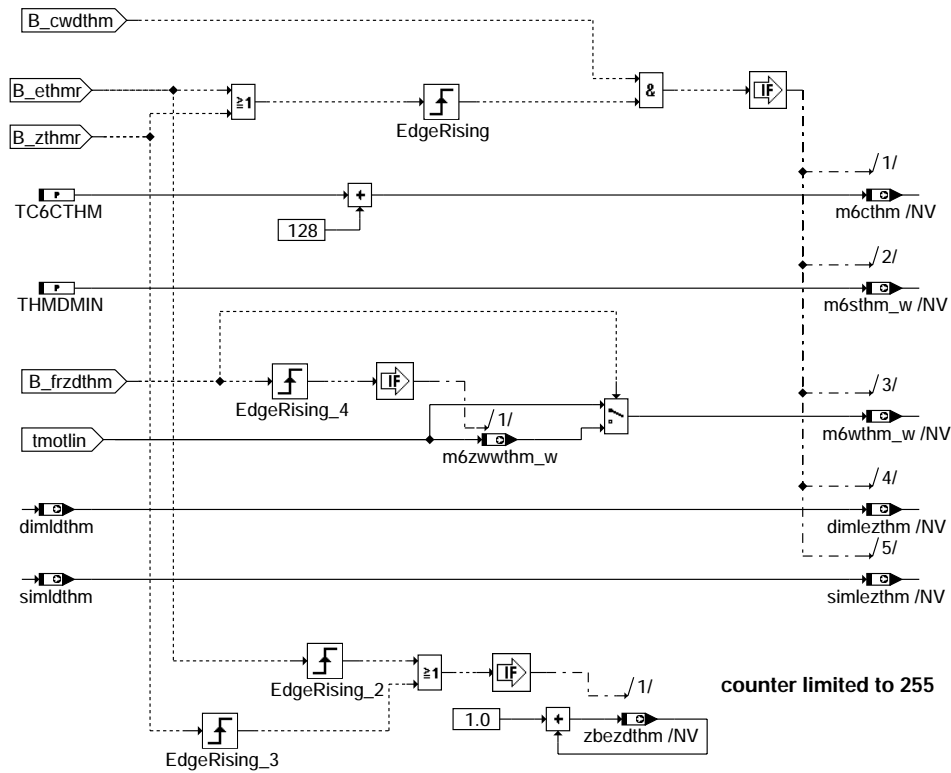 B_cwdthm
B_ethmr
≥1
EdgeRising
&
IF
B_zthmr
/1/
P
TC6CTHM
+
m6cthm /NV
128
/2/
P
THMDMIN
m6sthm_w /NV
B_frzdthm
EdgeRising_4
IF
/3/
/1/
m6wthm_w /NV
tmotlin
m6zwwthm_w
/4/
dimldthm
dimlezthm /NV
/5/
simldthm
simlezthm /NV
EdgeRising_2
≥1
IF
/1/
counter limited to 255
1.0
+
zbezdthm /NV
EdgeRising_3